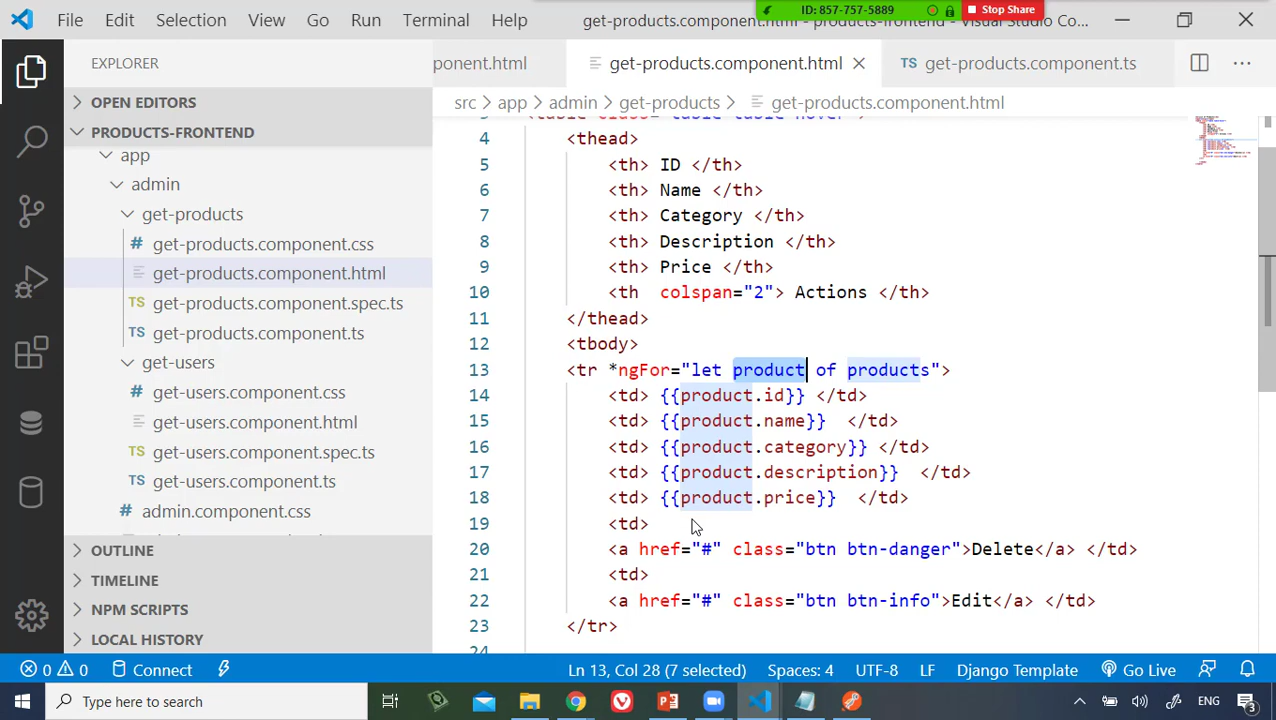 ID: 857-757-5889
Stop Share
File Edit Selection View Go Run Terminal Help
get-products.component.html - products-frontend - Visual Studio Co...
EXPLORER
OPEN EDITORS
PRODUCTS-FRONTEND
app
admin
get-products
# get-products.component.css
get-products.component.html
TS get-products.component.spec.ts
TS get-products.component.ts
get-users
# get-users.component.css
get-users.component.html
TS get-users.component.spec.ts
TS get-users.component.ts
admin.component.css
OUTLINE
TIMELINE
NPM SCRIPTS
LOCAL HISTORY
ponent.html get-products.component.html TS get-products.component.ts
src > app > admin > get-products > get-products.component.html
4 <thead>
5 <th> ID </th>
6 <th> Name </th>
7 <th> Category </th>
8 <th> Description </th>
9 <th> Price </th>
10 <th colspan="2"> Actions </th>
11 </thead>
12 <tbody>
13 <tr *ngFor="let product of products">
14 <td> {{product.id}} </td>
15 <td> {{product.name}} </td>
16 <td> {{product.category}} </td>
17 <td> {{product.description}} </td>
18 <td> {{product.price}} </td>
19 <td>
20 <a href="#" class="btn btn-danger">Delete</a> </td>
21 <td>
22 <a href="#" class="btn btn-info">Edit</a> </td>
23 </tr>
0 0 Connect Ln 13, Col 28 (7 selected) Spaces: 4 UTF-8 LF Django Template Go Live
Type here to search ENG 3